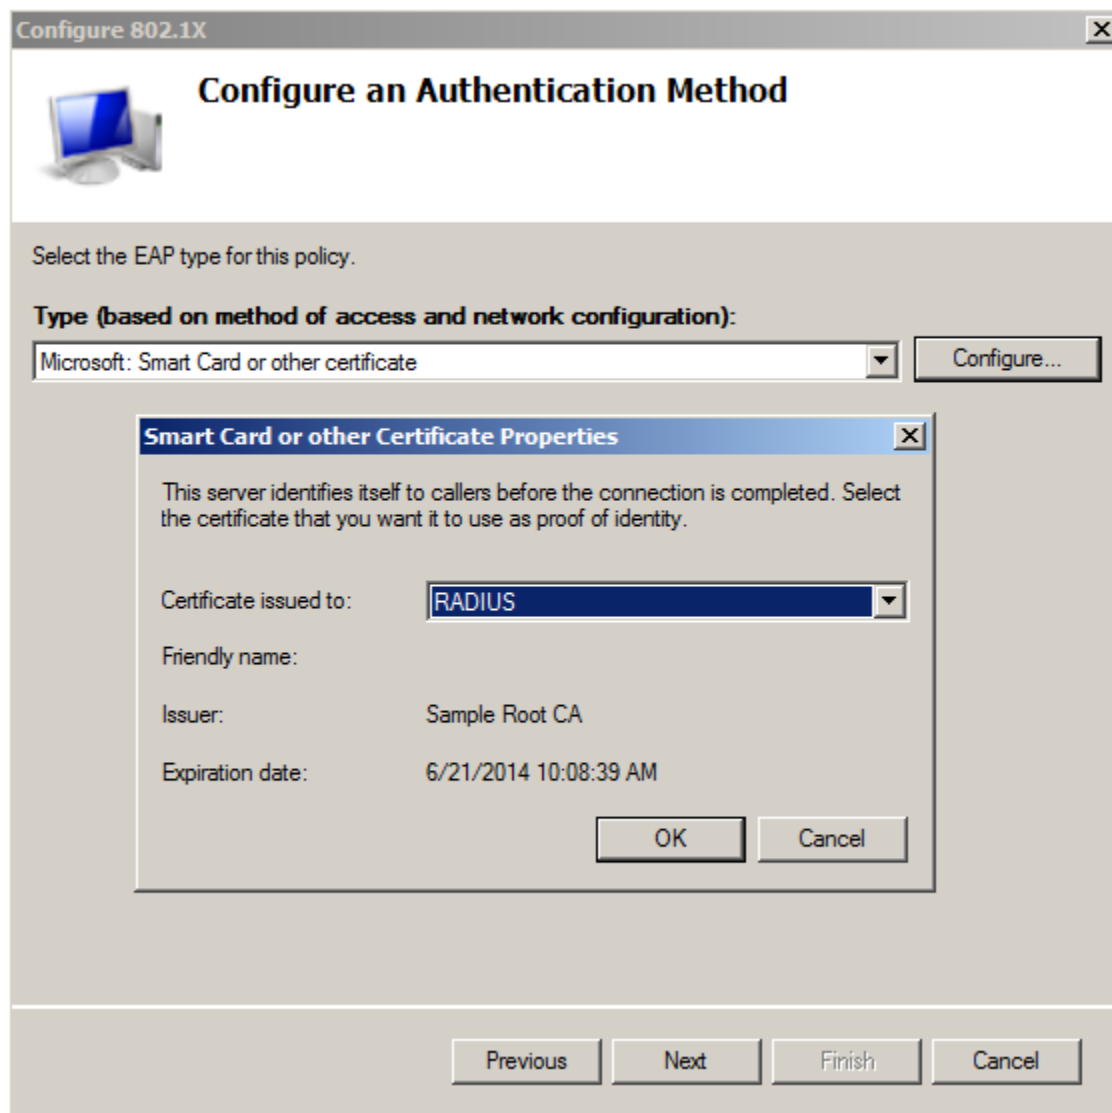 Configure 802.1X
Configure an Authentication Method
Select the EAP type for this policy.
Type (based on method of access and network configuration):
Microsoft: Smart Card or other certificate
Configure...
Smart Card or other Certificate Properties
This server identifies itself to callers before the connection is completed. Select
the certificate that you want it to use as proof of identity.
Certificate issued to:
RADIUS
Friendly name:
Issuer:
Sample Root CA
Expiration date:
6/21/2014 10:08:39 AM
OK
Cancel
Previous
Next
Finish
Cancel